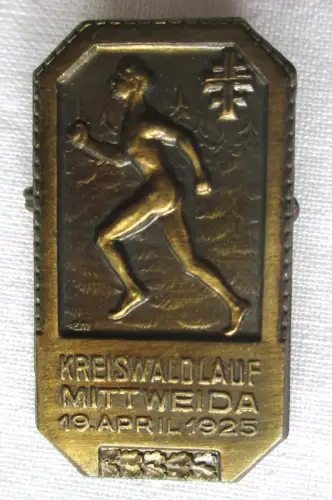 KREISWALDLAUF
MITTWEIDA
19. APRIL 1925